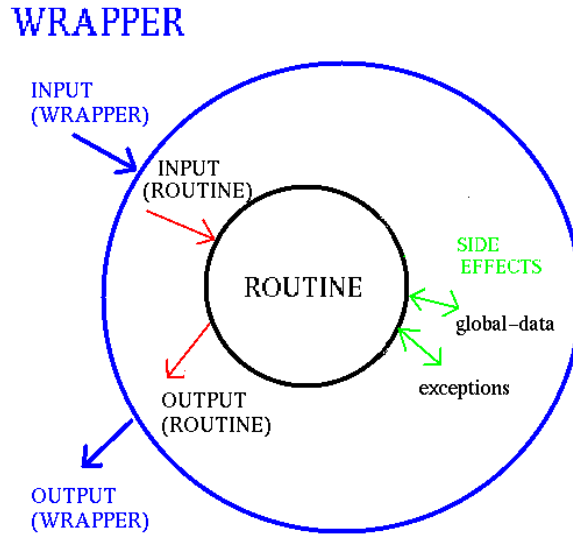 WRAPPER
INPUT
(WRAPPER)
INPUT
(ROUTINE)
SIDE
EFFECTS
ROUTINE
global-data
exceptions
OUTPUT
(ROUTINE)
OUTPUT
(WRAPPER)